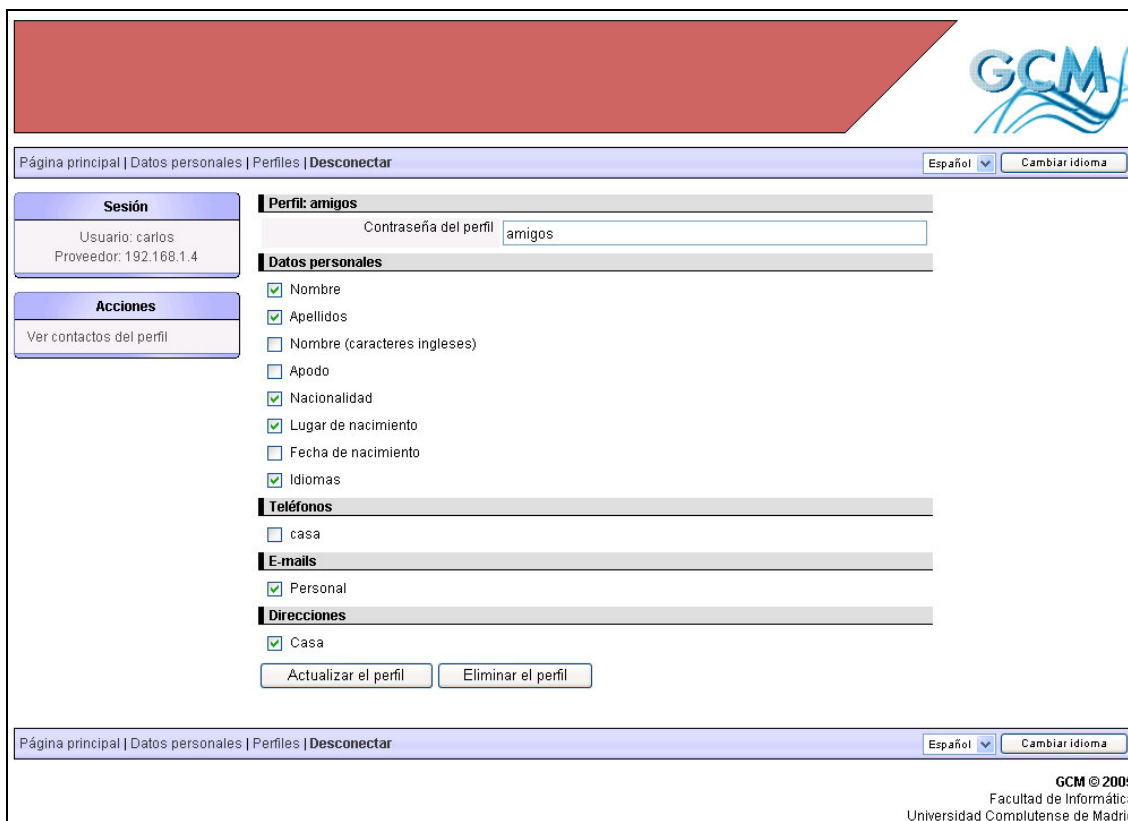 GCM
Página principal | Datos personales | Perfiles | Desconectar
Español
Cambiar idioma
Sesión
Usuario: carlos
Proveedor: 192.168.1.4
Acciones
Ver contactos del perfil
Perfil: amigos
Contraseña del perfil
amigos
Datos personales
Nombre
Apellidos
Nombre (caracteres ingleses)
Apodo
Nacionalidad
Lugar de nacimiento
Fecha de nacimiento
Idiomas
Teléfonos
casa
E-mails
Personal
Direcciones
Casa
Actualizar el perfil
Eliminar el perfil
Página principal | Datos personales | Perfiles | Desconectar
Español
Cambiar idioma
GCM ©
Facultad de Informátic
Universidad Complutense de Madri